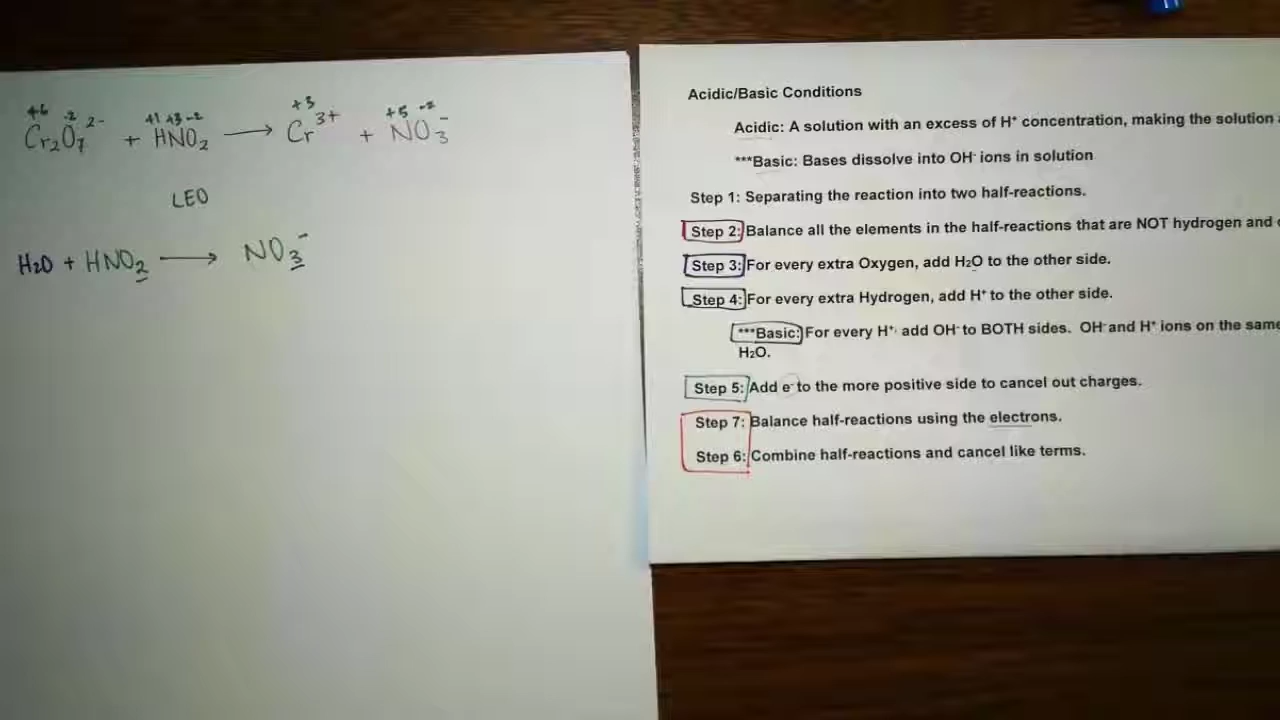 +6 -2 +1 +3 -2 +3 +5 -2
Cr₂O₇²⁻ + HNO₂ → Cr³⁺ + NO₃⁻
LEO
H₂O + HNO₂ → NO₃⁻
Acidic/Basic Conditions
Acidic: A solution with an excess of H⁺ concentration, making the solution
***Basic: Bases dissolve into OH⁻ ions in solution
Step 1: Separating the reaction into two half-reactions.
Step 2: Balance all the elements in the half-reactions that are NOT hydrogen and
Step 3: For every extra Oxygen, add H₂O to the other side.
Step 4: For every extra Hydrogen, add H⁺ to the other side.
***Basic: For every H⁺, add OH⁻ to BOTH sides. OH⁻ and H⁺ ions on the same
H₂O.
Step 5: Add e⁻ to the more positive side to cancel out charges.
Step 7: Balance half-reactions using the electrons.
Step 6: Combine half-reactions and cancel like terms.